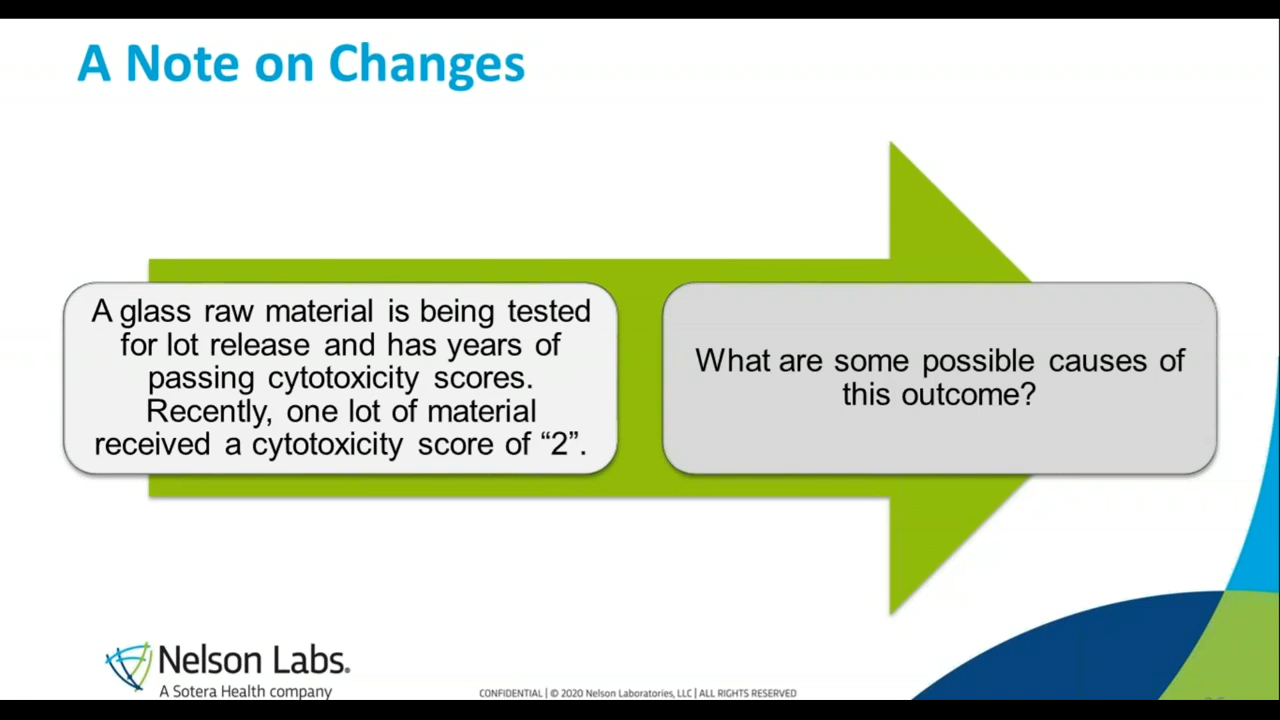 A Note on Changes
A glass raw material is being tested
for lot release and has years of
passing cytotoxicity scores.
Recently, one lot of material
received a cytotoxicity score of “2”.
What are some possible causes of
this outcome?
Nelson Labs.
A Sotera Health company
CONFIDENTIAL | © 2020 Nelson Laboratories, LLC | ALL RIGHTS RESERVED